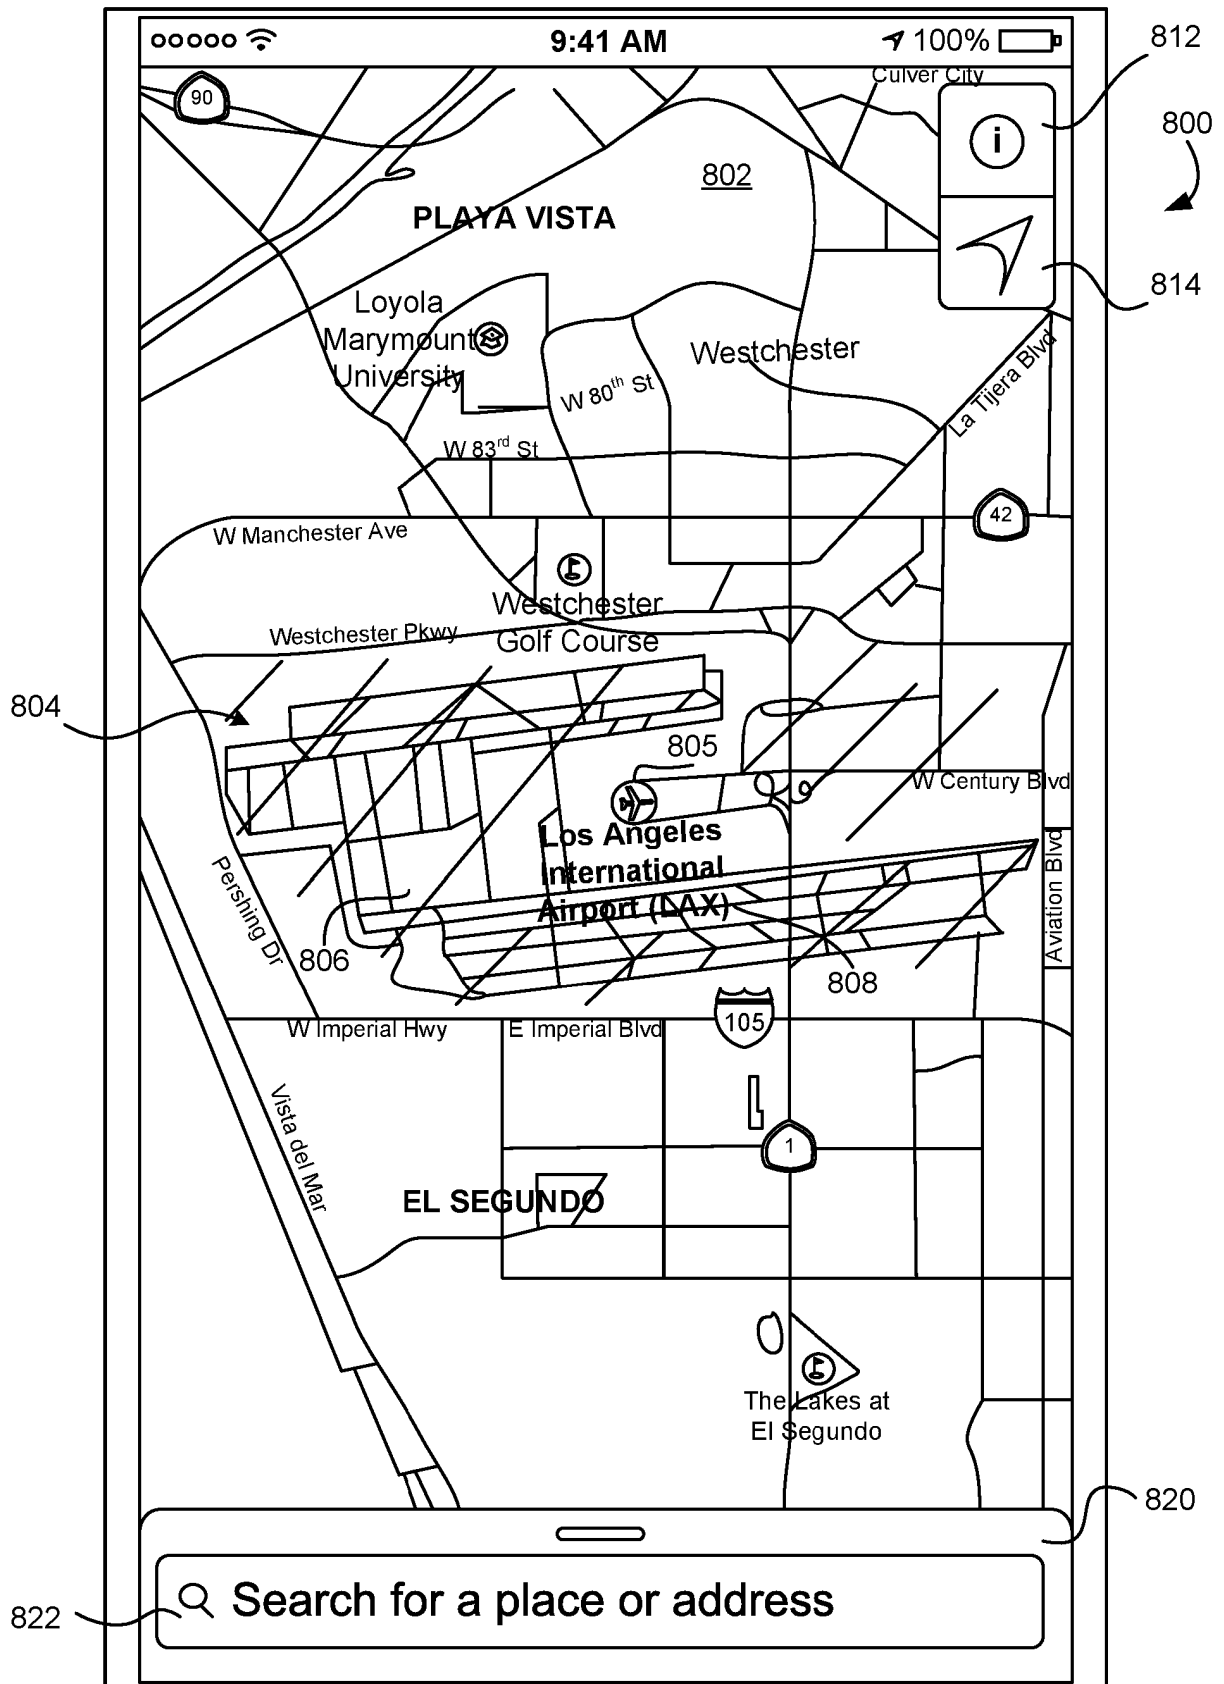 9:41 AM
100%
812
800
90
Culver City
i
802
PLAYA VISTA
814
Loyola
Marymount
University
Westchester
La Tijera Blvd
W 80th St
W 83rd St
42
W Manchester Ave
Westchester
Golf Course
Westchester Pkwy
804
805
W Century Blvd
Los Angeles
International
Airport (LAX)
Pershing Dr
Aviation Blvd
806
808
W Imperial Hwy
E Imperial Blvd
105
Vista del Mar
1
EL SEGUNDO
The Lakes at
El Segundo
820
Search for a place or address
822